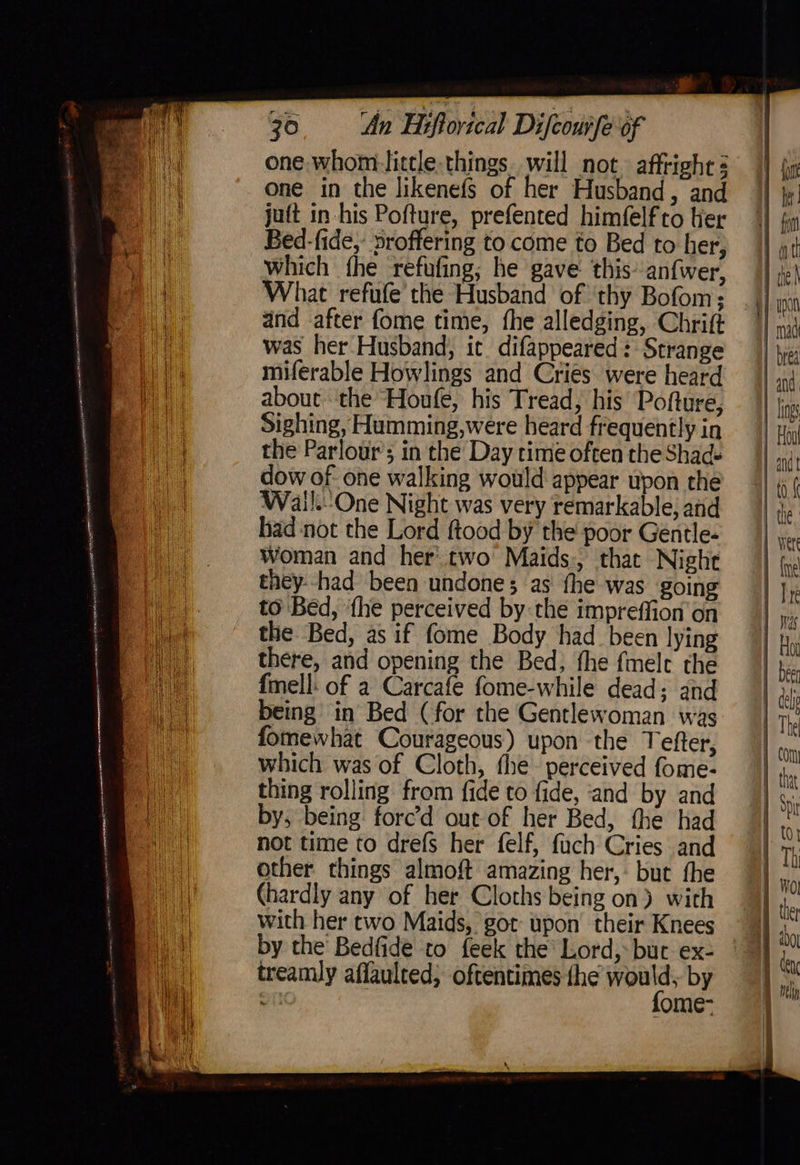 30 An Hiſtorical Diſcourſe of
one whom little things will not affright;
one in the likeneſs of her Husband, and
juſt in his Poſture, preſented himſelf to her
Bed-ſide, proffering to come to Bed to her,
which ſhe refuſing, he gave this anſwer,
What refuſe the Husband of thy Boſom;
and after ſome time, ſhe alledging, Chriſt
was her Husband, it diſappeared: Strange
miſerable Howlings and Cries were heard
about the Houſe, his Tread, his Poſture,
Sighing, Humming, were heard frequently in
the Parlour; in the Day time often the Shad-
dow of one walking would appear upon the
Wall. One Night was very remarkable, and
had not the Lord ſtood by the poor Gentle-
woman and her two Maids, that Night
they had been undone; as ſhe was going
to Bed, ſhe perceived by the impreſſion on
the Bed, as if ſome Body had been lying
there, and opening the Bed, ſhe ſmelt the
ſmell of a Carcaſe ſome-while dead; and
being in Bed (for the Gentlewoman was
ſomewhat Courageous) upon the Teſter,
which was of Cloth, ſhe perceived ſome-
thing rolling from ſide to ſide, and by and
by, being forc'd out of her Bed, ſhe had
not time to dreſs her ſelf, ſuch Cries and
other things almoſt amazing her, but ſhe
(hardly any of her Cloths being on) with
with her two Maids, got upon their Knees
by the Bedſide to ſeek the Lord, but ex-
treamly aſſaulted, oftentimes ſhe would, by
ſome-